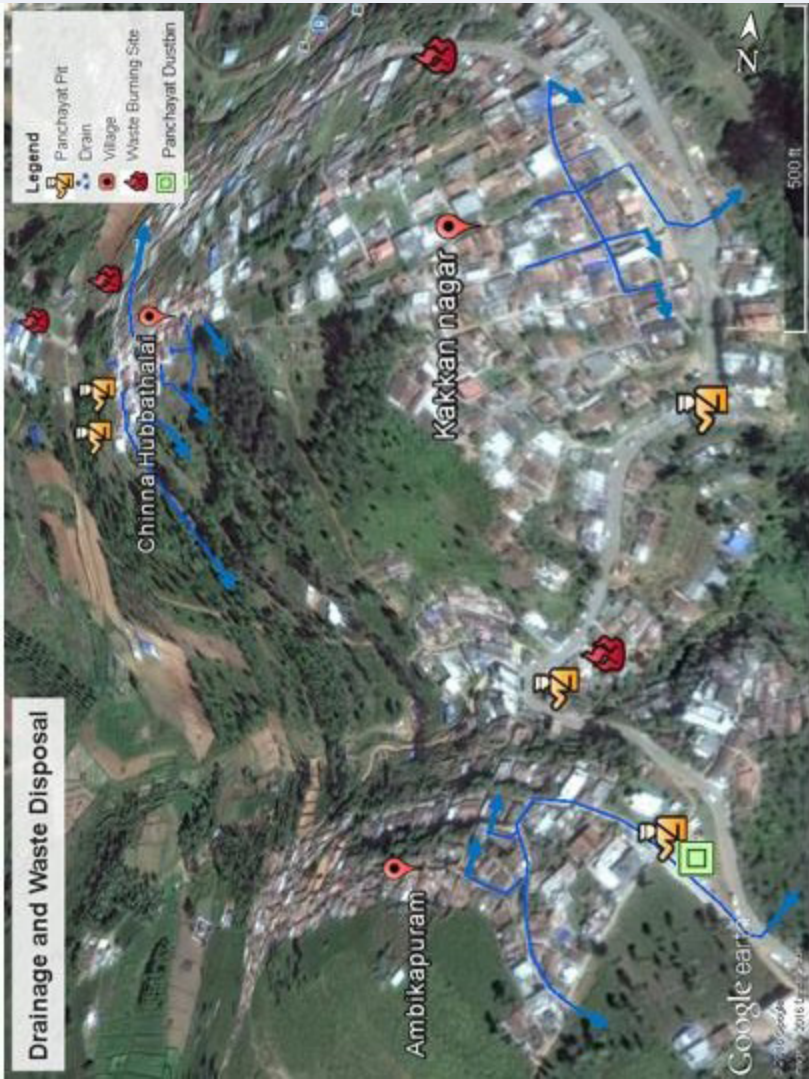 Drainage and Waste Disposal
Legend
Panchayat Pit
Drain
Village
Waste Burning Site
Panchayat Dustbin
Chinna Hubbathalai
Kakkan nagar
Ambikapuram
N
500 ft
Google earth